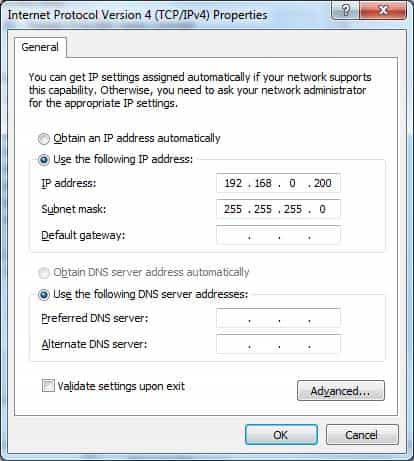 Internet Protocol Version 4 (TCP/IPv4) Properties
General
You can get IP settings assigned automatically if your network supports
this capability. Otherwise, you need to ask your network administrator
for the appropriate IP settings.
Obtain an IP address automatically
Use the following IP address:
IP address: 192 . 168 . 0 . 200
Subnet mask: 255 . 255 . 255 . 0
Default gateway: . . .
Obtain DNS server address automatically
Use the following DNS server addresses:
Preferred DNS server: . . .
Alternate DNS server: . . .
Validate settings upon exit
Advanced...
OK Cancel